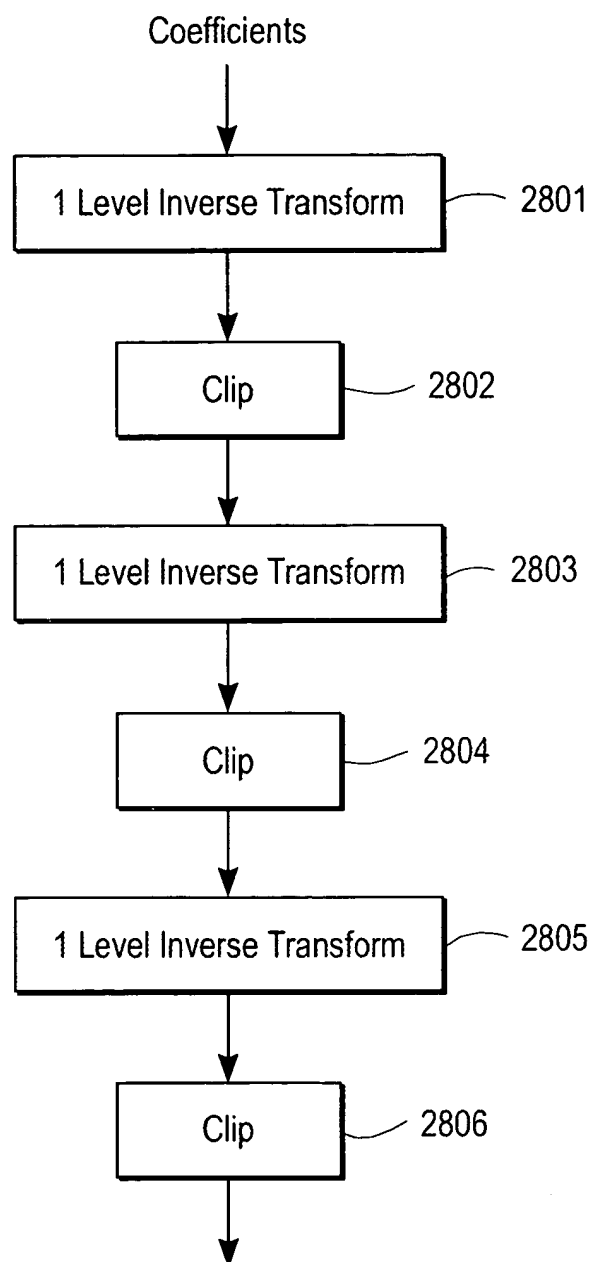 Coefficients
1 Level Inverse Transform 2801
Clip 2802
1 Level Inverse Transform 2803
Clip 2804
1 Level Inverse Transform 2805
Clip 2806